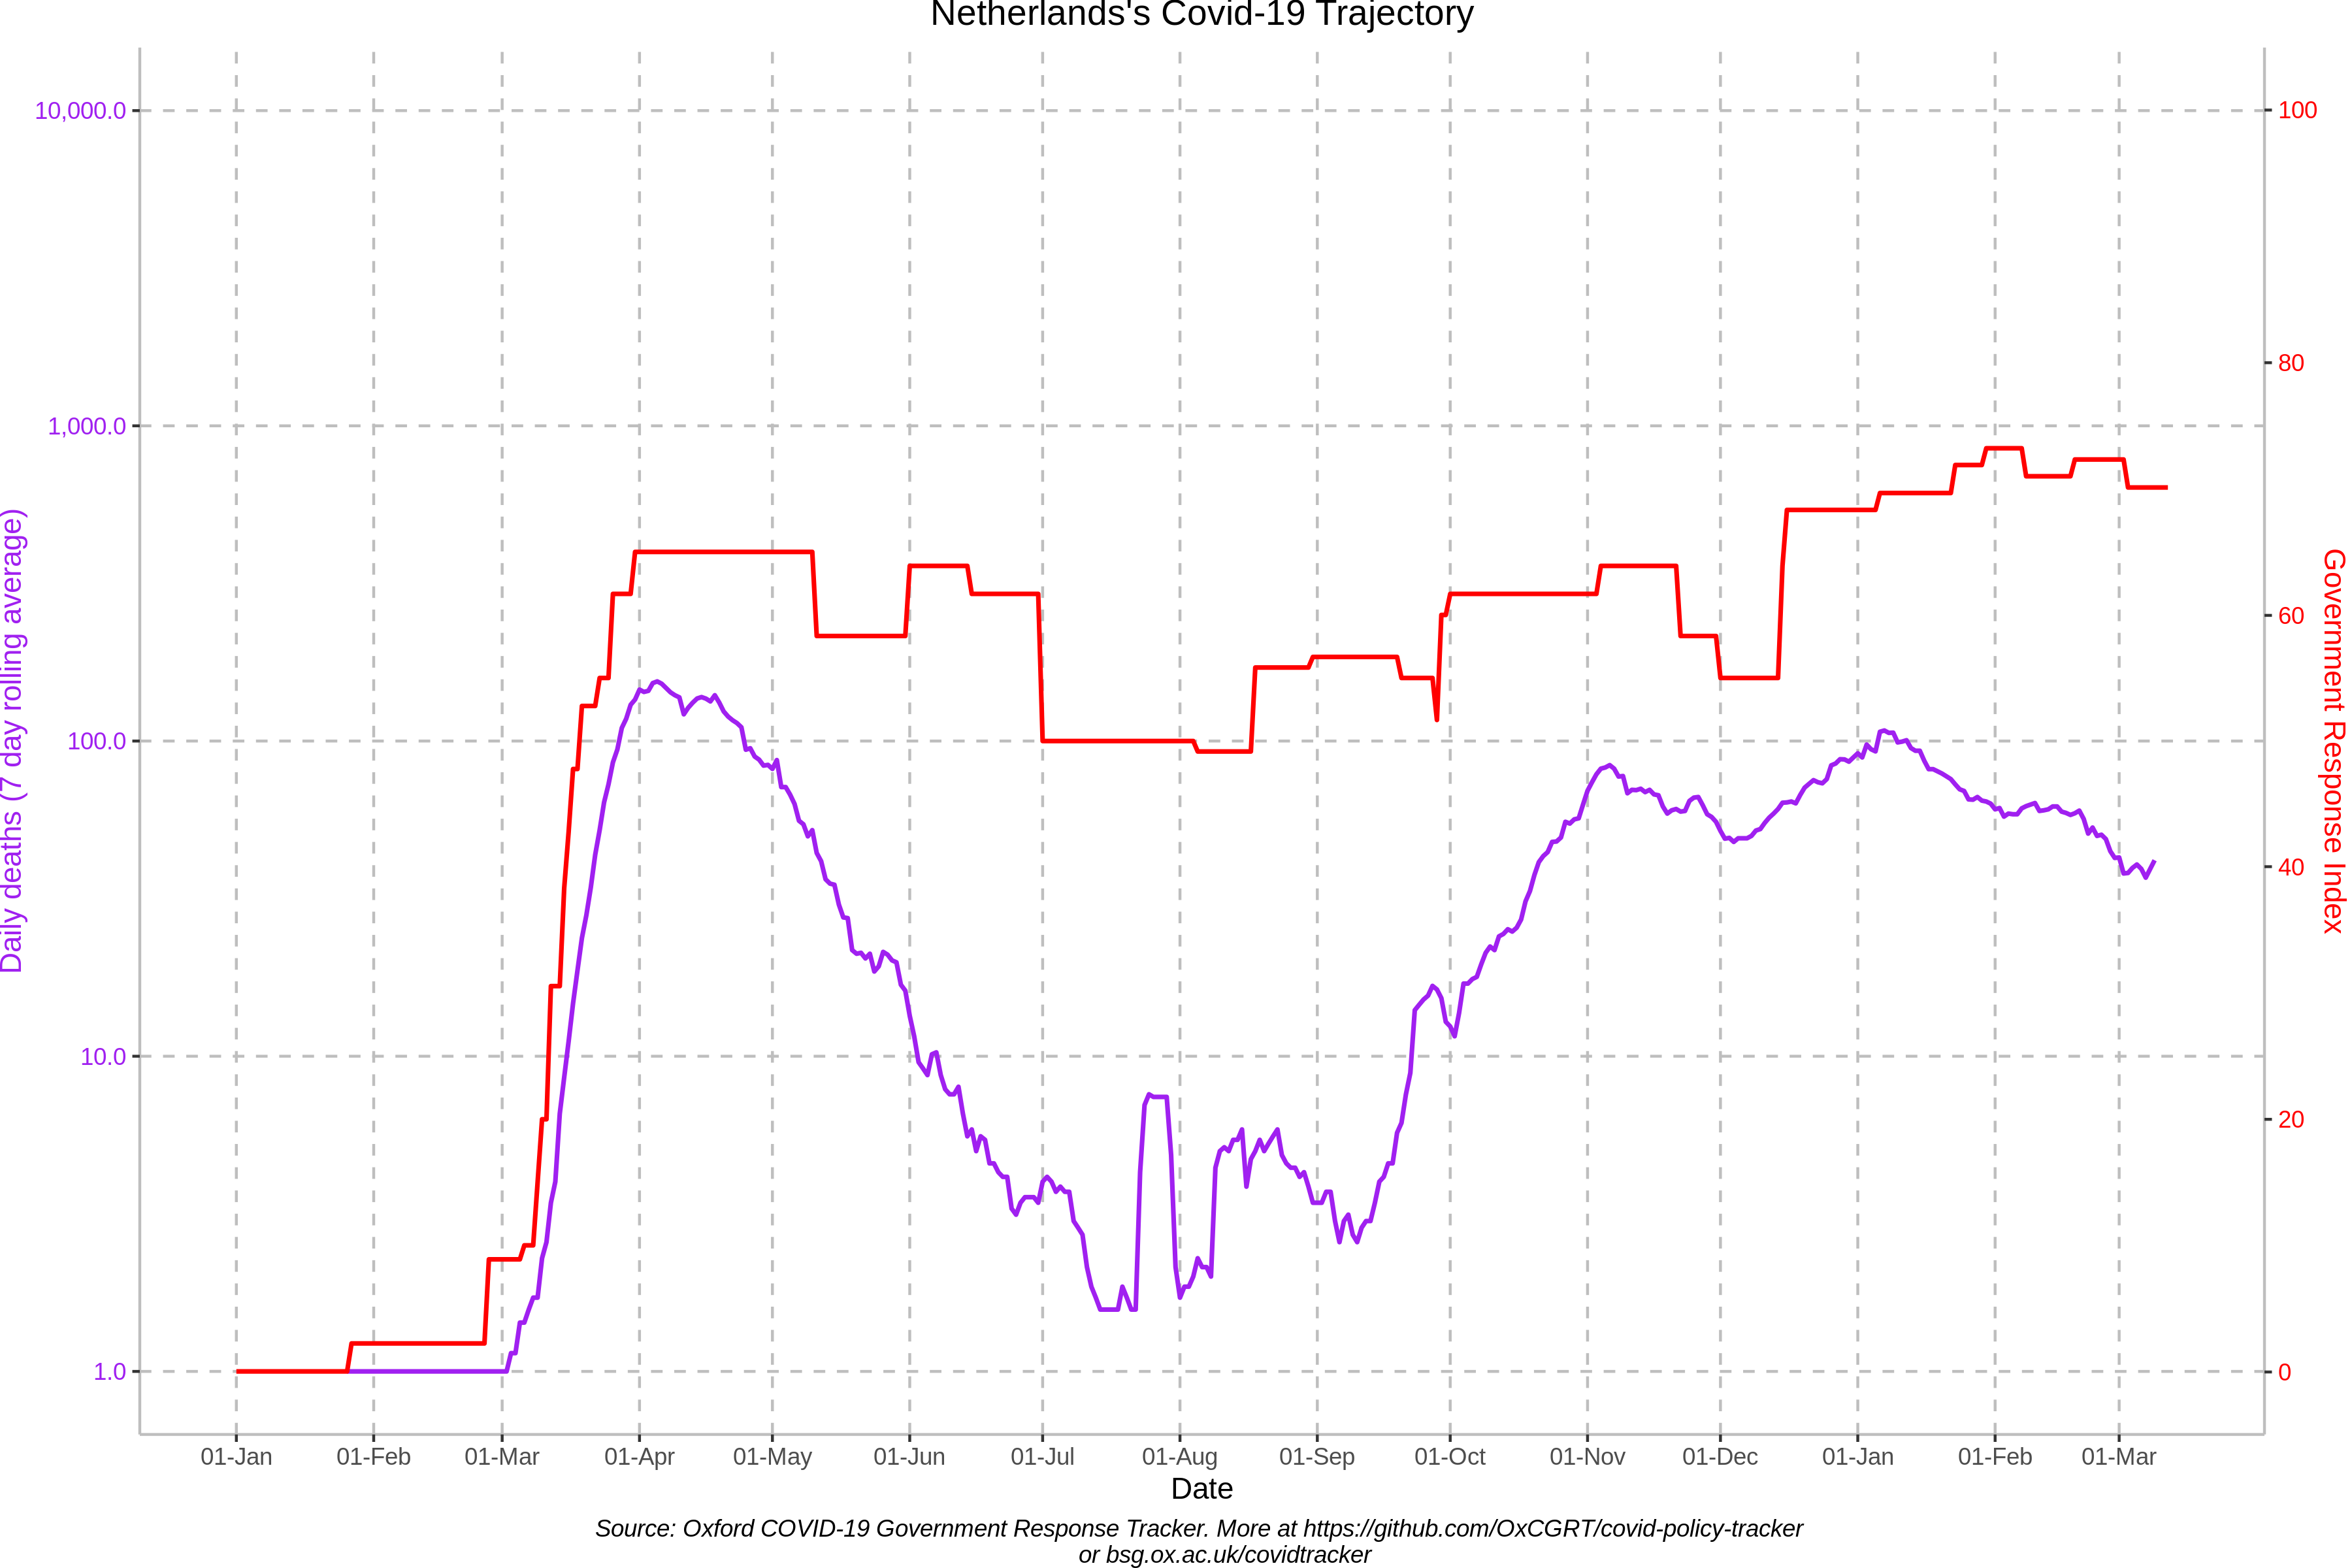 Netherlands's Covid-19 Trajectory
10,000.0
1,000.0
100.0
10.0
1.0
Daily deaths (7 day rolling average)
100
80
60
40
20
0
Government Response Index
01-Jan 01-Feb 01-Mar 01-Apr 01-May 01-Jun 01-Jul 01-Aug 01-Sep 01-Oct 01-Nov 01-Dec 01-Jan 01-Feb 01-Mar
Date
Source: Oxford COVID-19 Government Response Tracker. More at https://github.com/OxCGRT/covid-policy-tracker
or bsg.ox.ac.uk/covidtracker